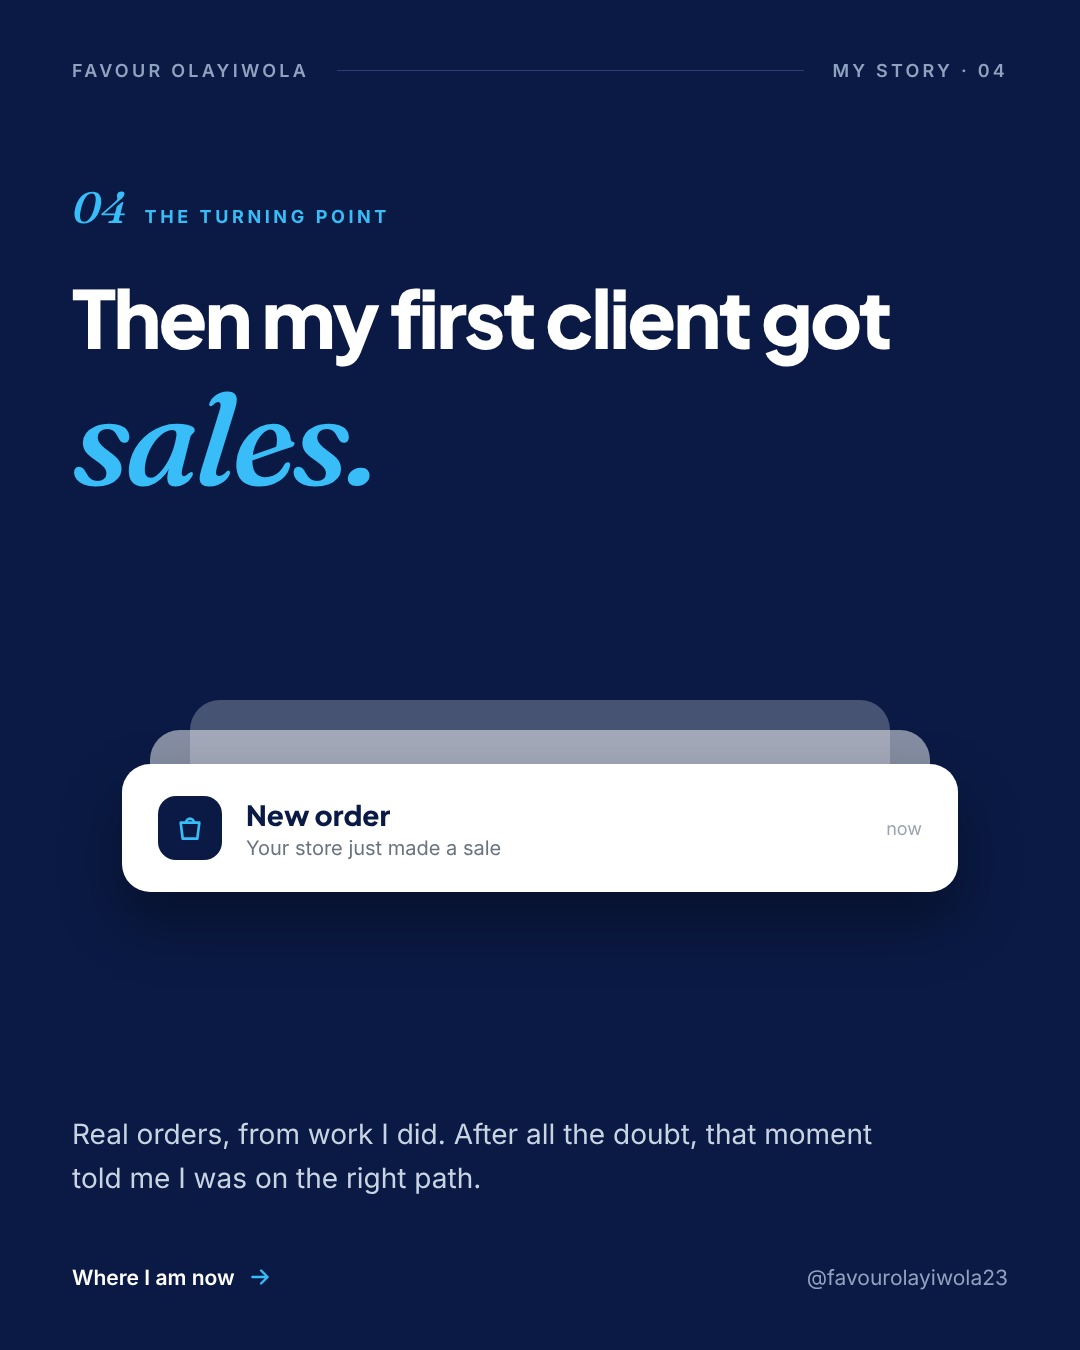 FAVOUR OLAYIWOLA
MY STORY · 04
04 THE TURNING POINT
Then my first client got
sales.
New order
Your store just made a sale
now
Real orders, from work I did. After all the doubt, that moment
told me I was on the right path.
Where I am now →
@favourolayiwola23